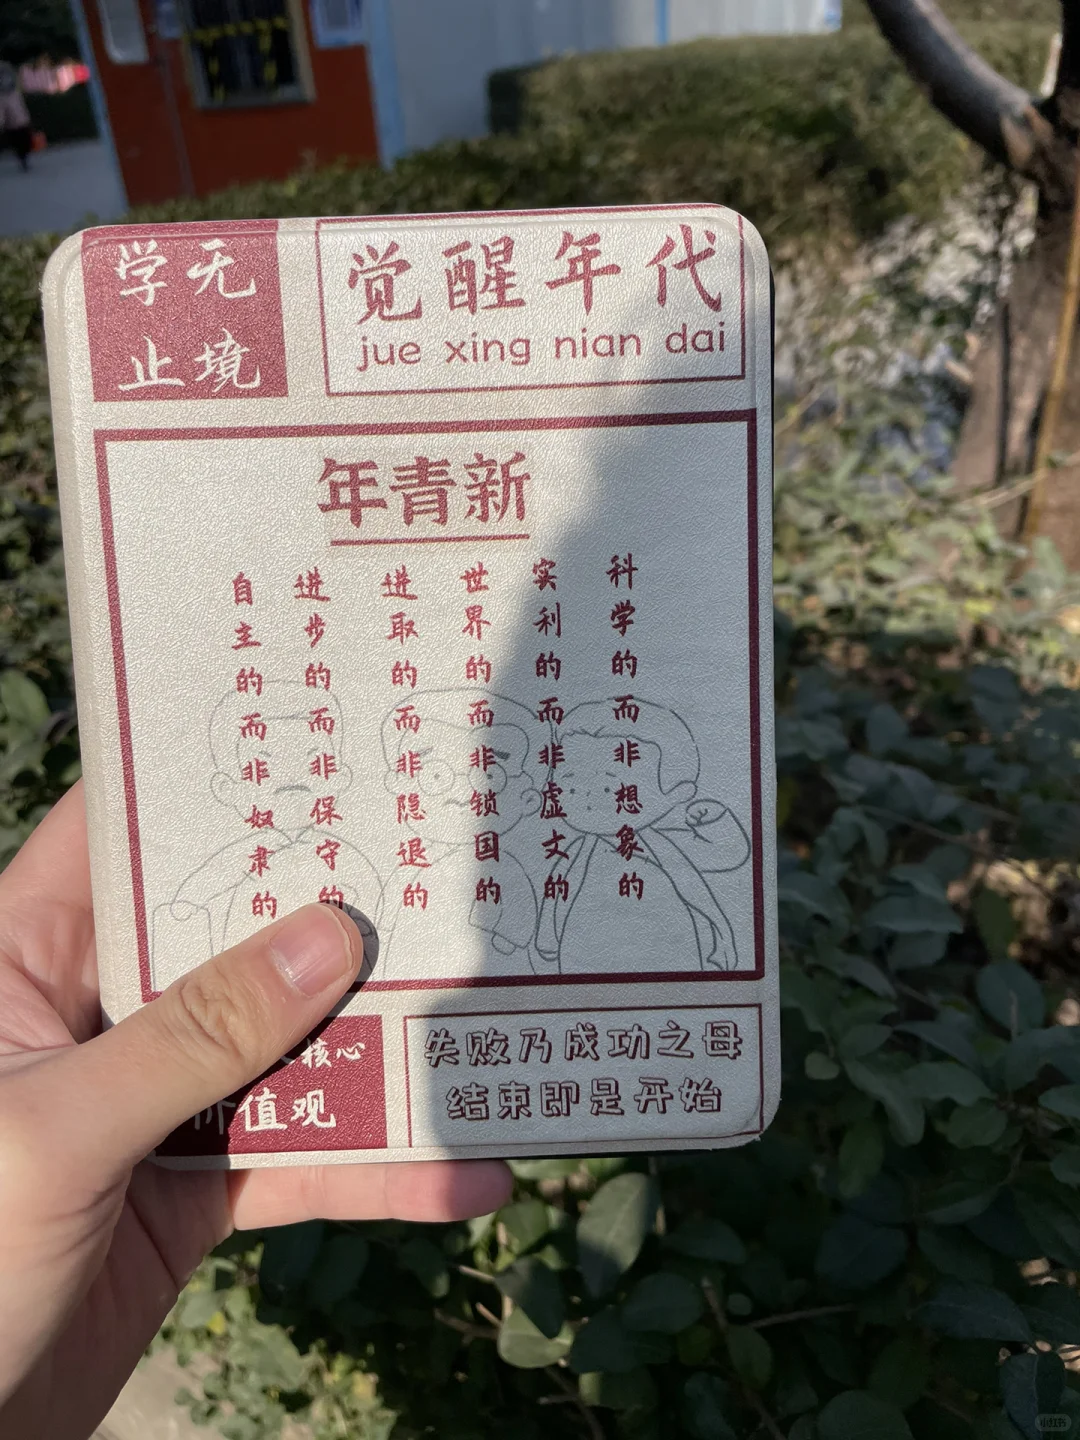 学无
止境
觉醒年代
jue xing nian dai
新青年
自主的而非奴隶的
进步的而非保守的
进取的而非隐退的
世界的而非锁国的
实利的而非虚文的
科学的而非想象的
核心
价值观
失败乃成功之母
结束即是开始
小红书